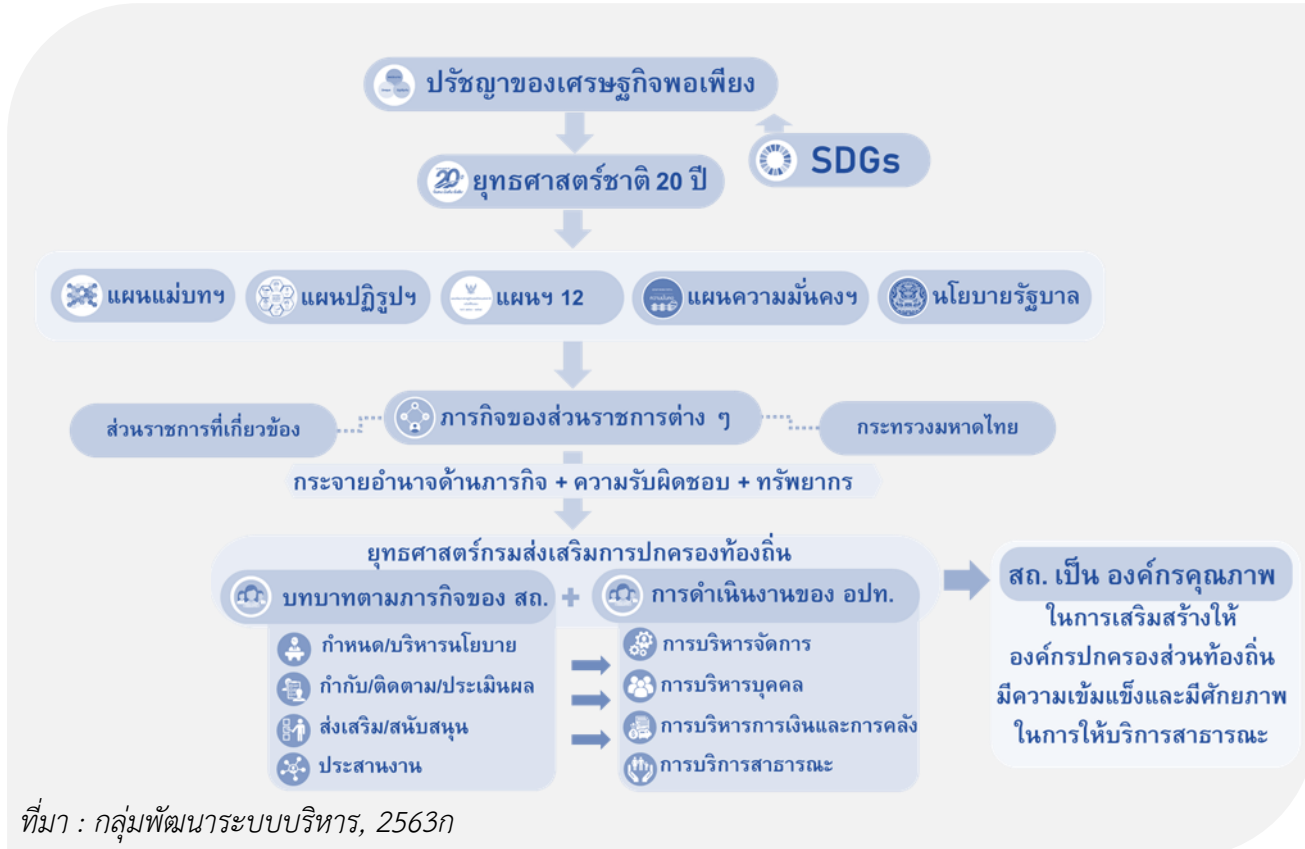 ปรัชญาของเศรษฐกิจพอเพียง
SDGs
20 ยุทธศาสตร์ชาติ 20 ปี
แผนแม่บทฯ
แผนปฏิรูปฯ
แผนฯ 12
แผนความมั่นคงฯ
นโยบายรัฐบาล
ส่วนราชการที่เกี่ยวข้อง
ภารกิจของส่วนราชการต่าง ๆ
กระทรวงมหาดไทย
กระจายอำนาจด้านภารกิจ + ความรับผิดชอบ + ทรัพยากร
ยุทธศาสตร์กรมส่งเสริมการปกครองท้องถิ่น
บทบาทตามภารกิจของ สถ. + การดำเนินงานของ อปท.
กำหนด/บริหารนโยบาย
กำกับ/ติดตาม/ประเมินผล
ส่งเสริม/สนับสนุน
ประสานงาน
การบริหารจัดการ
การบริหารบุคคล
การบริหารการเงินและการคลัง
การบริการสาธารณะ
สถ. เป็น องค์กรคุณภาพ
ในการเสริมสร้างให้
องค์กรปกครองส่วนท้องถิ่น
มีความเข้มแข็งและมีศักยภาพ
ในการให้บริการสาธารณะ
ที่มา : กลุ่มพัฒนาระบบบริหาร, 2563ก